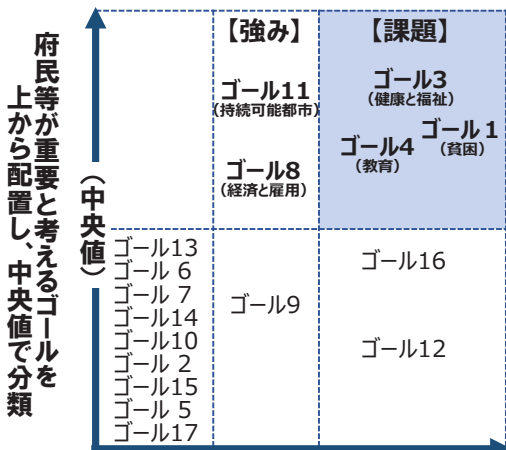 府民等が重要と考えるゴールを
上から配置し、中央値で分類
(中央値)
【強み】
【課題】
ゴール11
(持続可能都市)
ゴール8
(経済と雇用)
ゴール3
(健康と福祉)
ゴール1
(貧困)
ゴール4
(教育)
ゴール13
ゴール 6
ゴール 7
ゴール14
ゴール10
ゴール 2
ゴール15
ゴール 5
ゴール17
ゴール9
ゴール16
ゴール12